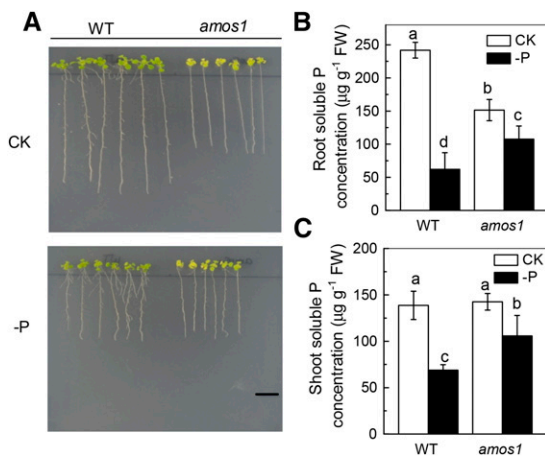 A
WT
amos1
CK
-P
B
Root soluble P
concentration (µg g⁻¹ FW)
250
200
150
100
50
0
a
d
b
c
CK
-P
WT
amos1
C
Shoot soluble P
concentration (µg g⁻¹ FW)
200
150
100
50
0
a
c
a
b
CK
-P
WT
amos1